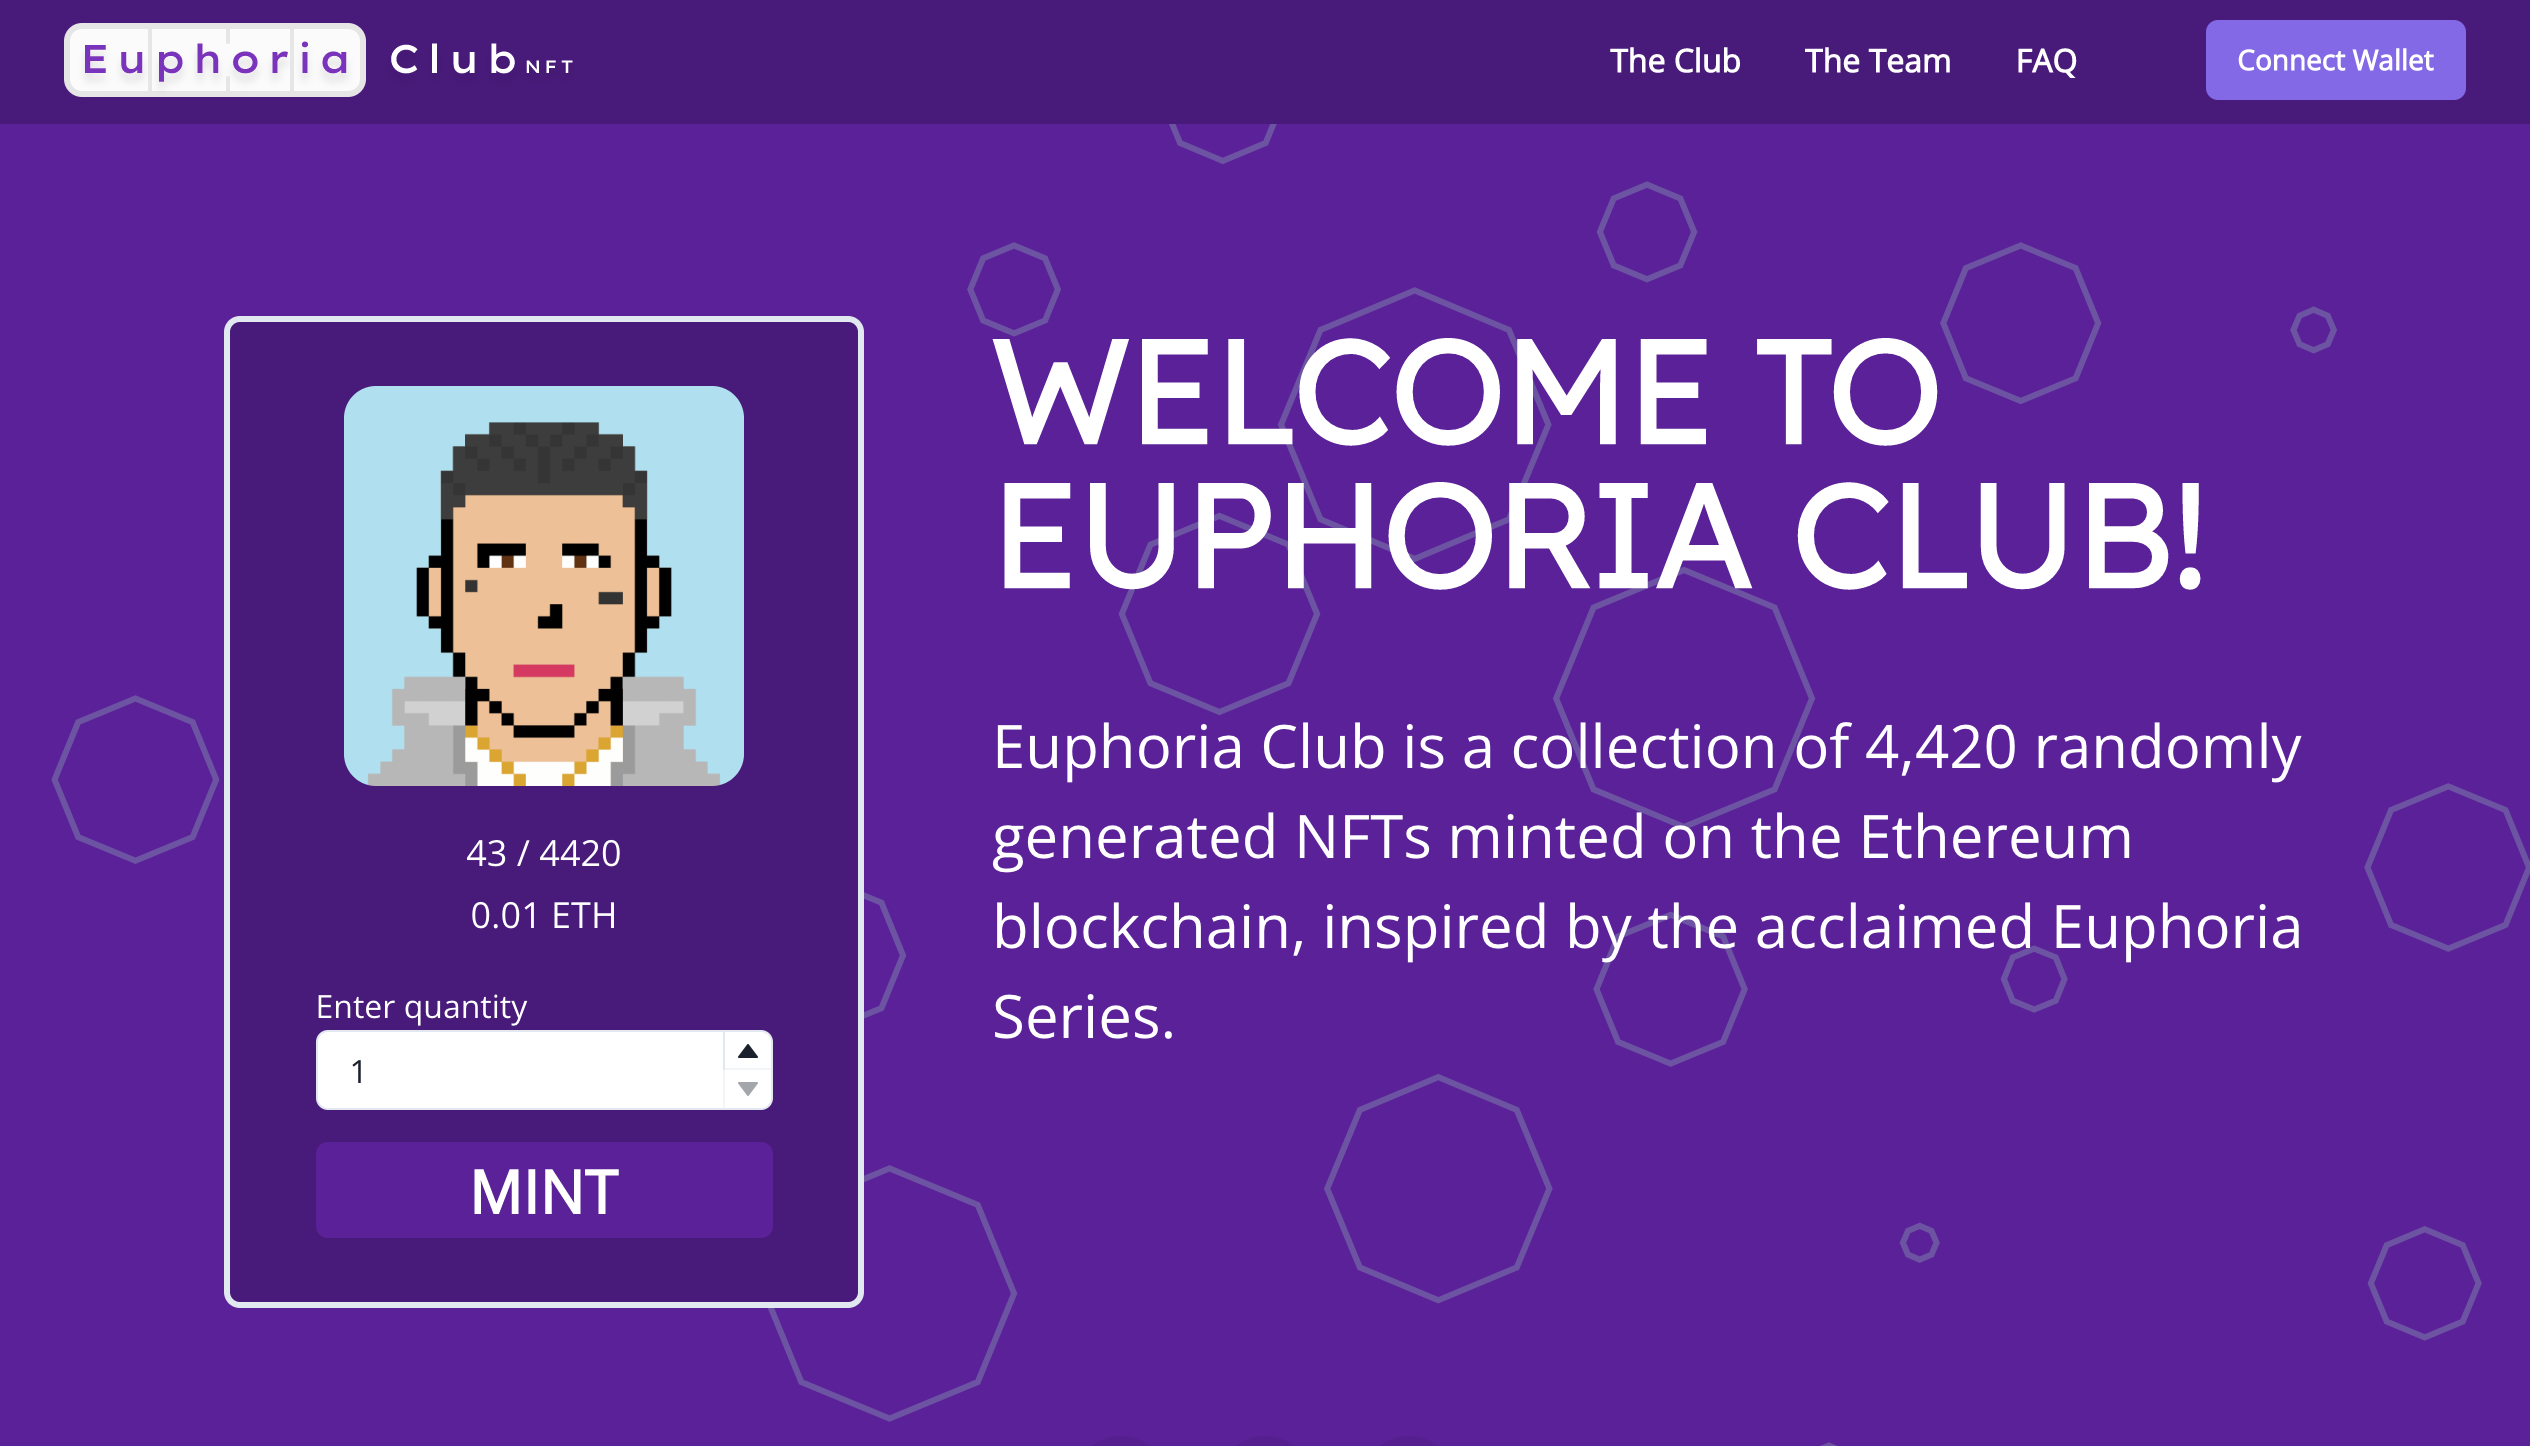 Euphoria Club NFT
The Club
The Team
FAQ
Connect Wallet
43 / 4420
0.01 ETH
Enter quantity
1
MINT
WELCOME TO
EUPHORIA CLUB!
Euphoria Club is a collection of 4,420 randomly
generated NFTs minted on the Ethereum
blockchain, inspired by the acclaimed Euphoria
Series.